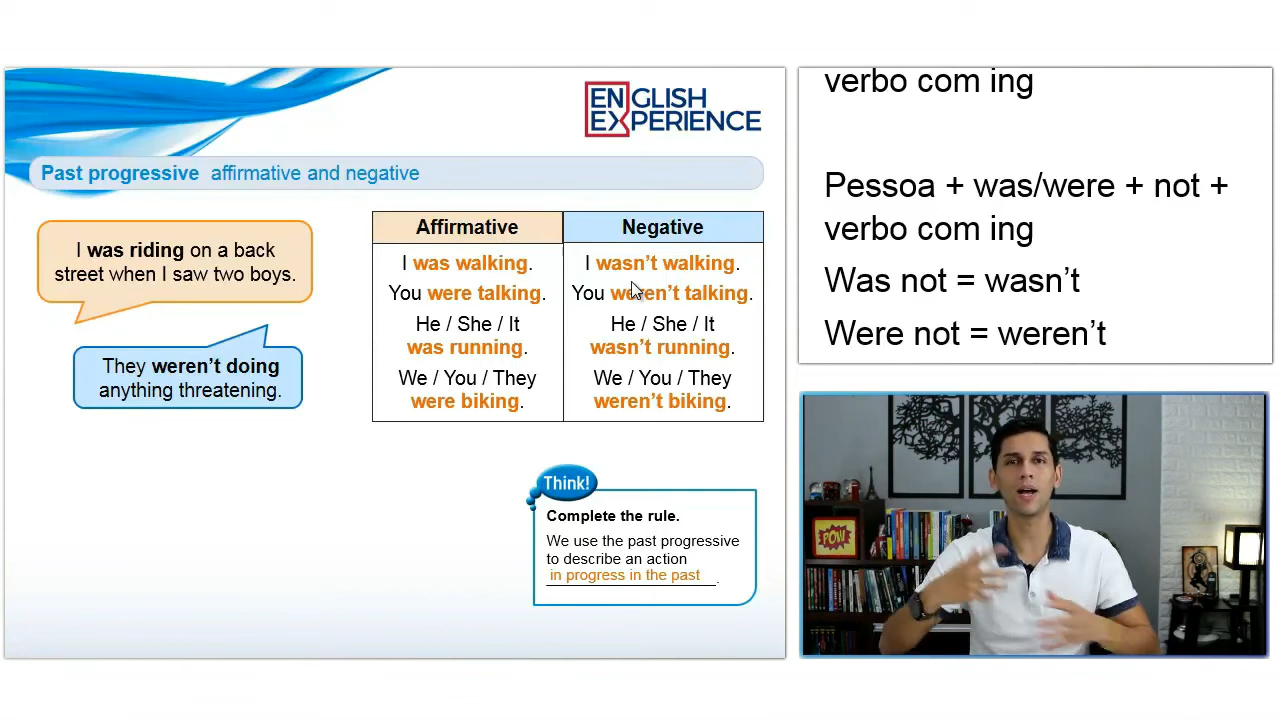 ENGLISH
EXPERIENCE
Past progressive affirmative and negative
I was riding on a back
street when I saw two boys.
They weren’t doing
anything threatening.
Affirmative
I was walking.
You were talking.
He / She / It
was running.
We / You / They
were biking.
Negative
I wasn’t walking.
You weren’t talking.
He / She / It
wasn’t running.
We / You / They
weren’t biking.
Think!
Complete the rule.
We use the past progressive
to describe an action
in progress in the past.
verbo com ing
Pessoa + was/were + not +
verbo com ing
Was not = wasn’t
Were not = weren’t
POW